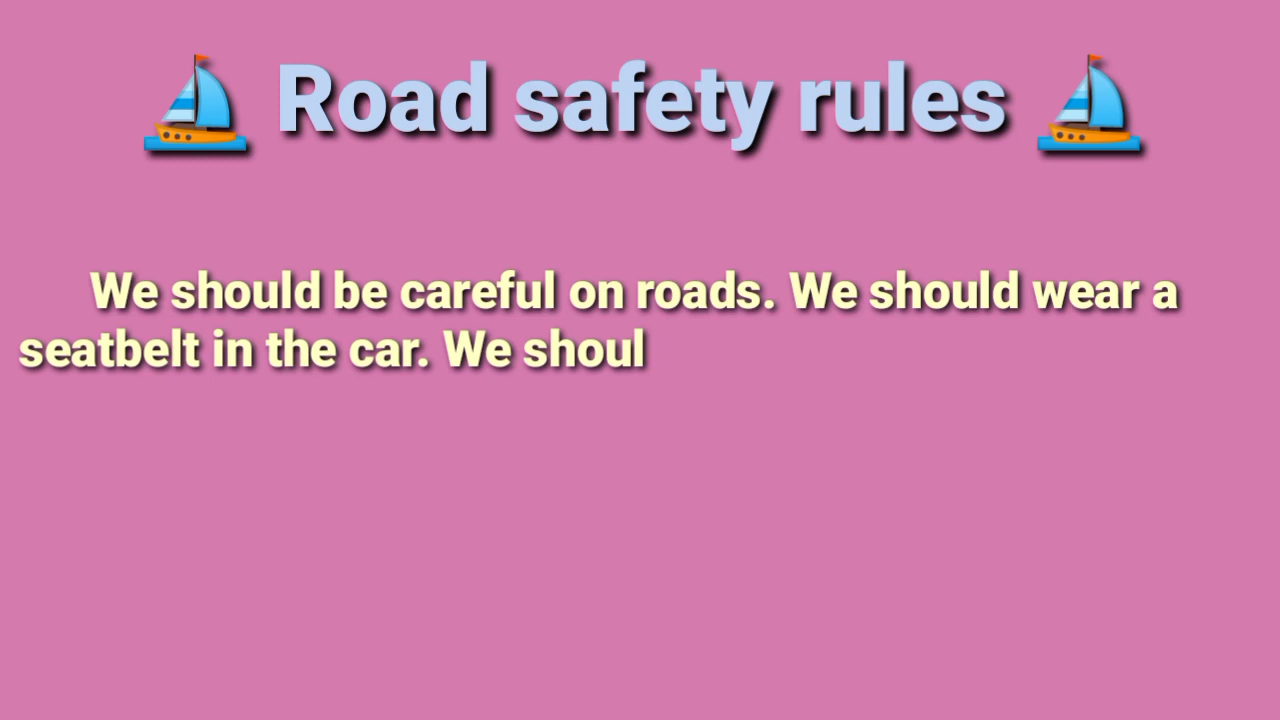 ⛵ Road safety rules ⛵
We should be careful on roads. We should wear a
seatbelt in the car. We shoul